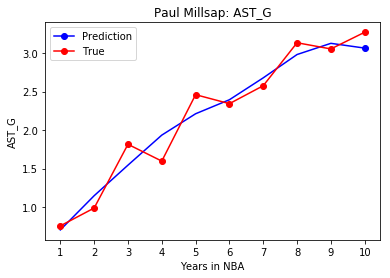 Paul Millsap: AST_G
Prediction
True
3.0
2.5
2.0
1.5
1.0
AST_G
1 2 3 4 5 6 7 8 9 10
Years in NBA